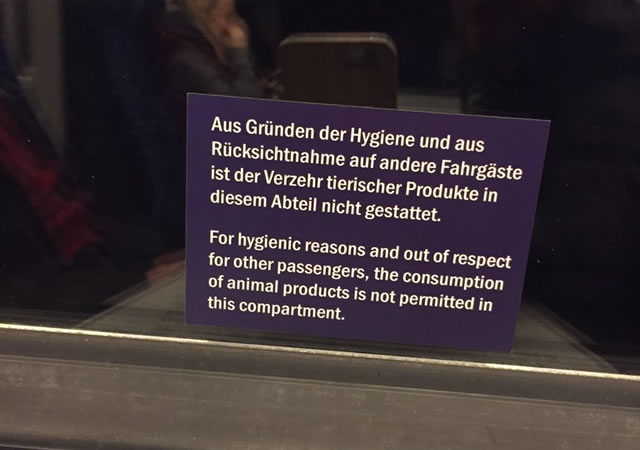 Aus Gründen der Hygiene und aus
Rücksichtnahme auf andere Fahrgäste
ist der Verzehr tierischer Produkte in
diesem Abteil nicht gestattet.
For hygienic reasons and out of respect
for other passengers, the consumption
of animal products is not permitted in
this compartment.